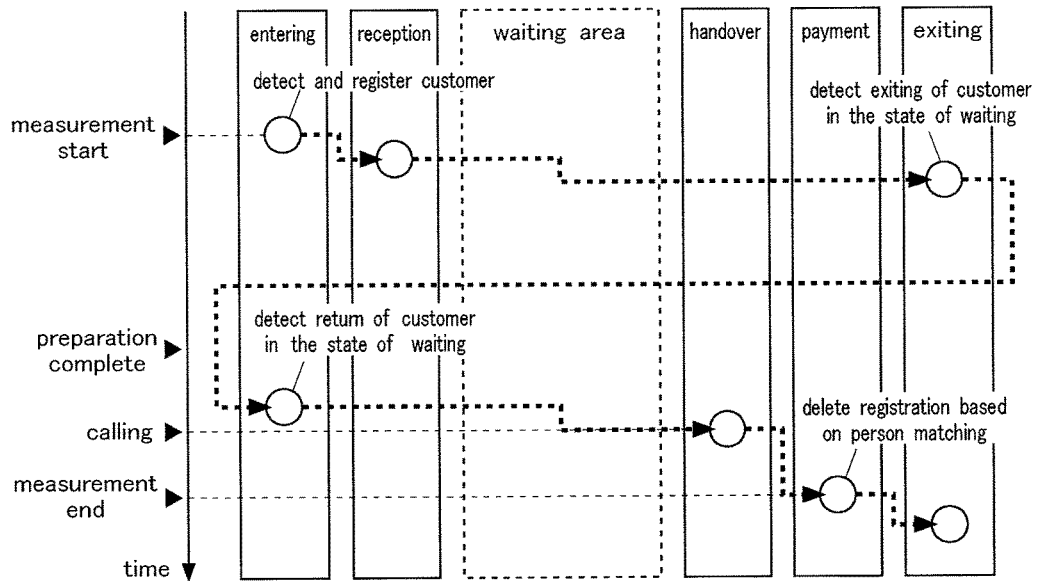 entering
reception
waiting area
handover
payment
exiting
detect and register customer
detect exiting of customer
in the state of waiting
measurement
start
detect return of customer
in the state of waiting
preparation
complete
delete registration based
on person matching
calling
measurement
end
time